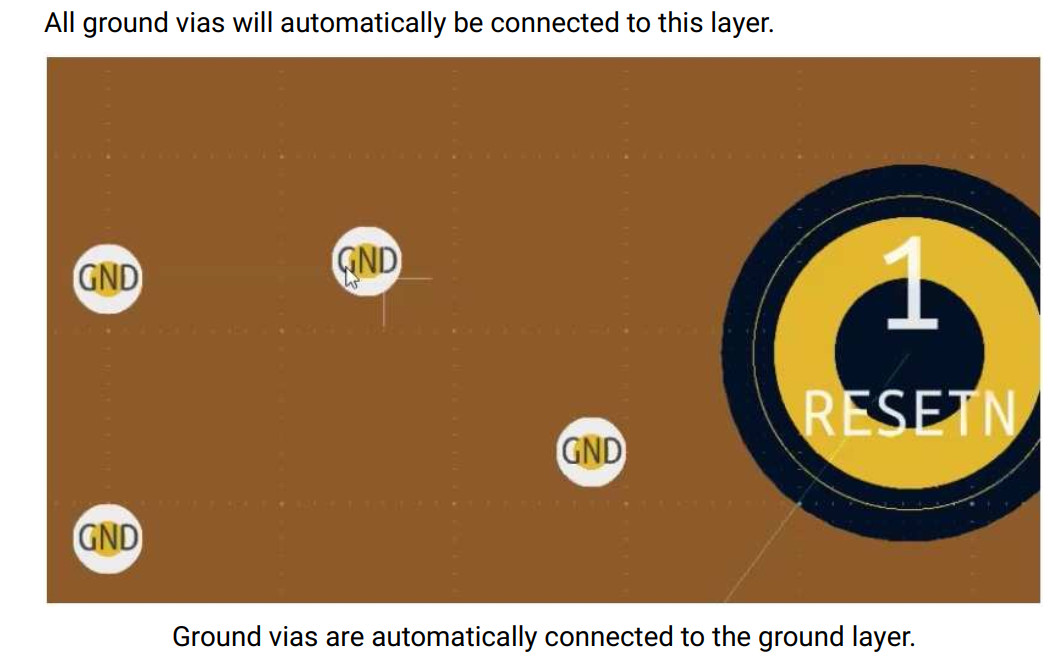 All ground vias will automatically be connected to this layer.
GND
GND
1
RESETN
GND
GND
Ground vias are automatically connected to the ground layer.